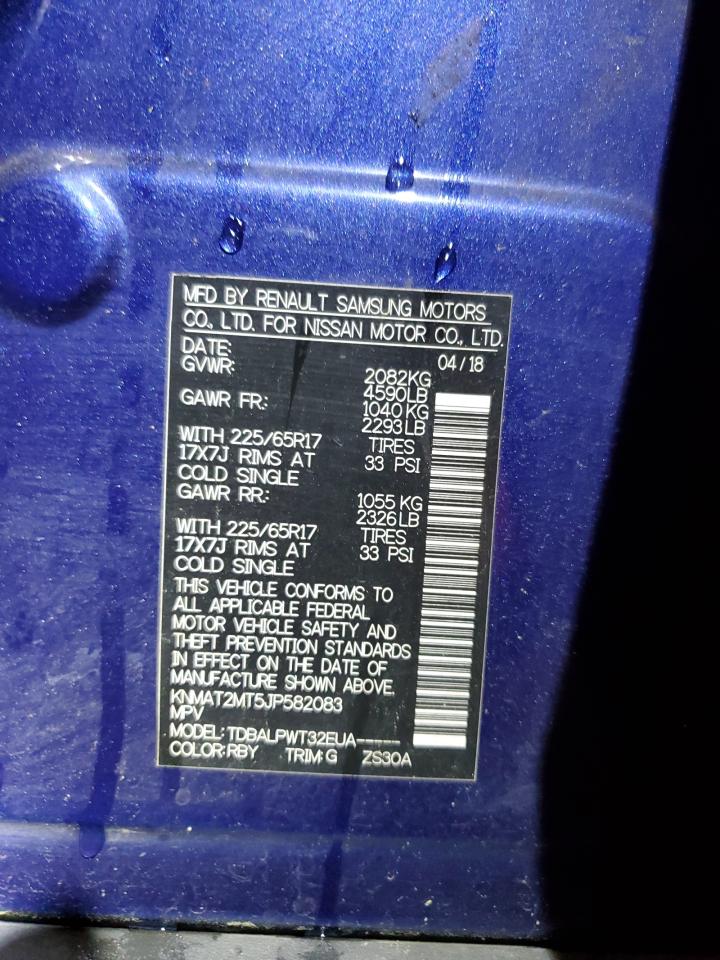 MFD BY RENAULT SAMSUNG MOTORS
CO., LTD. FOR NISSAN MOTOR CO., LTD.
DATE: 04/18
GVWR: 2082KG
4590LB
GAWR FR: 1040KG
2293LB
WITH 225/65R17 TIRES
17X7J RIMS AT 33 PSI
COLD SINGLE
GAWR RR: 1055 KG
2326LB
WITH 225/65R17 TIRES
17X7J RIMS AT 33 PSI
COLD SINGLE
THIS VEHICLE CONFORMS TO
ALL APPLICABLE FEDERAL
MOTOR VEHICLE SAFETY AND
THEFT PREVENTION STANDARDS
IN EFFECT ON THE DATE OF
MANUFACTURE SHOWN ABOVE.
KNMAT2MT5JP582083
MPV
MODEL: TDBALPWT32EUA-----
COLOR:RBY TRIM:G ZS30A